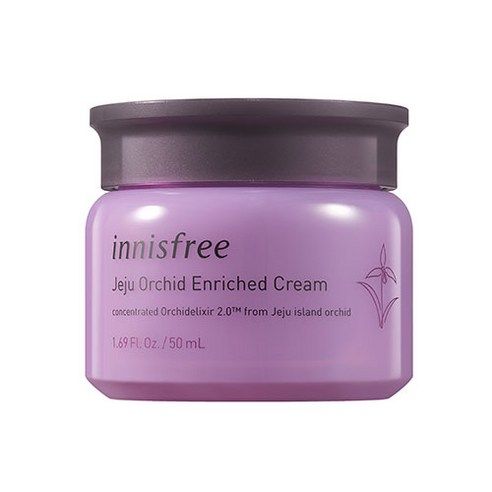 innisfree
Jeju Orchid Enriched Cream
concentrated Orchidelixir 2.0™ from Jeju island orchid
1.69 Fl. Oz. / 50 mL